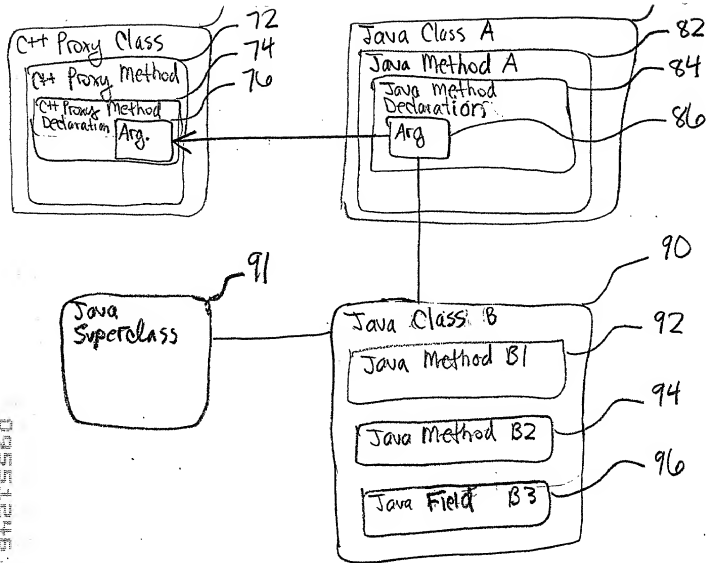 C++ Proxy Class
72
C++ Proxy Method
74
C++ Proxy Method
Declaration
76
Arg.
Java Class A
82
Java Method A
84
Java Method
Declaration
86
Arg
90
91
Java
Superclass
Java Class B
92
Java Method B1
94
Java Method B2
96
Java Field B3